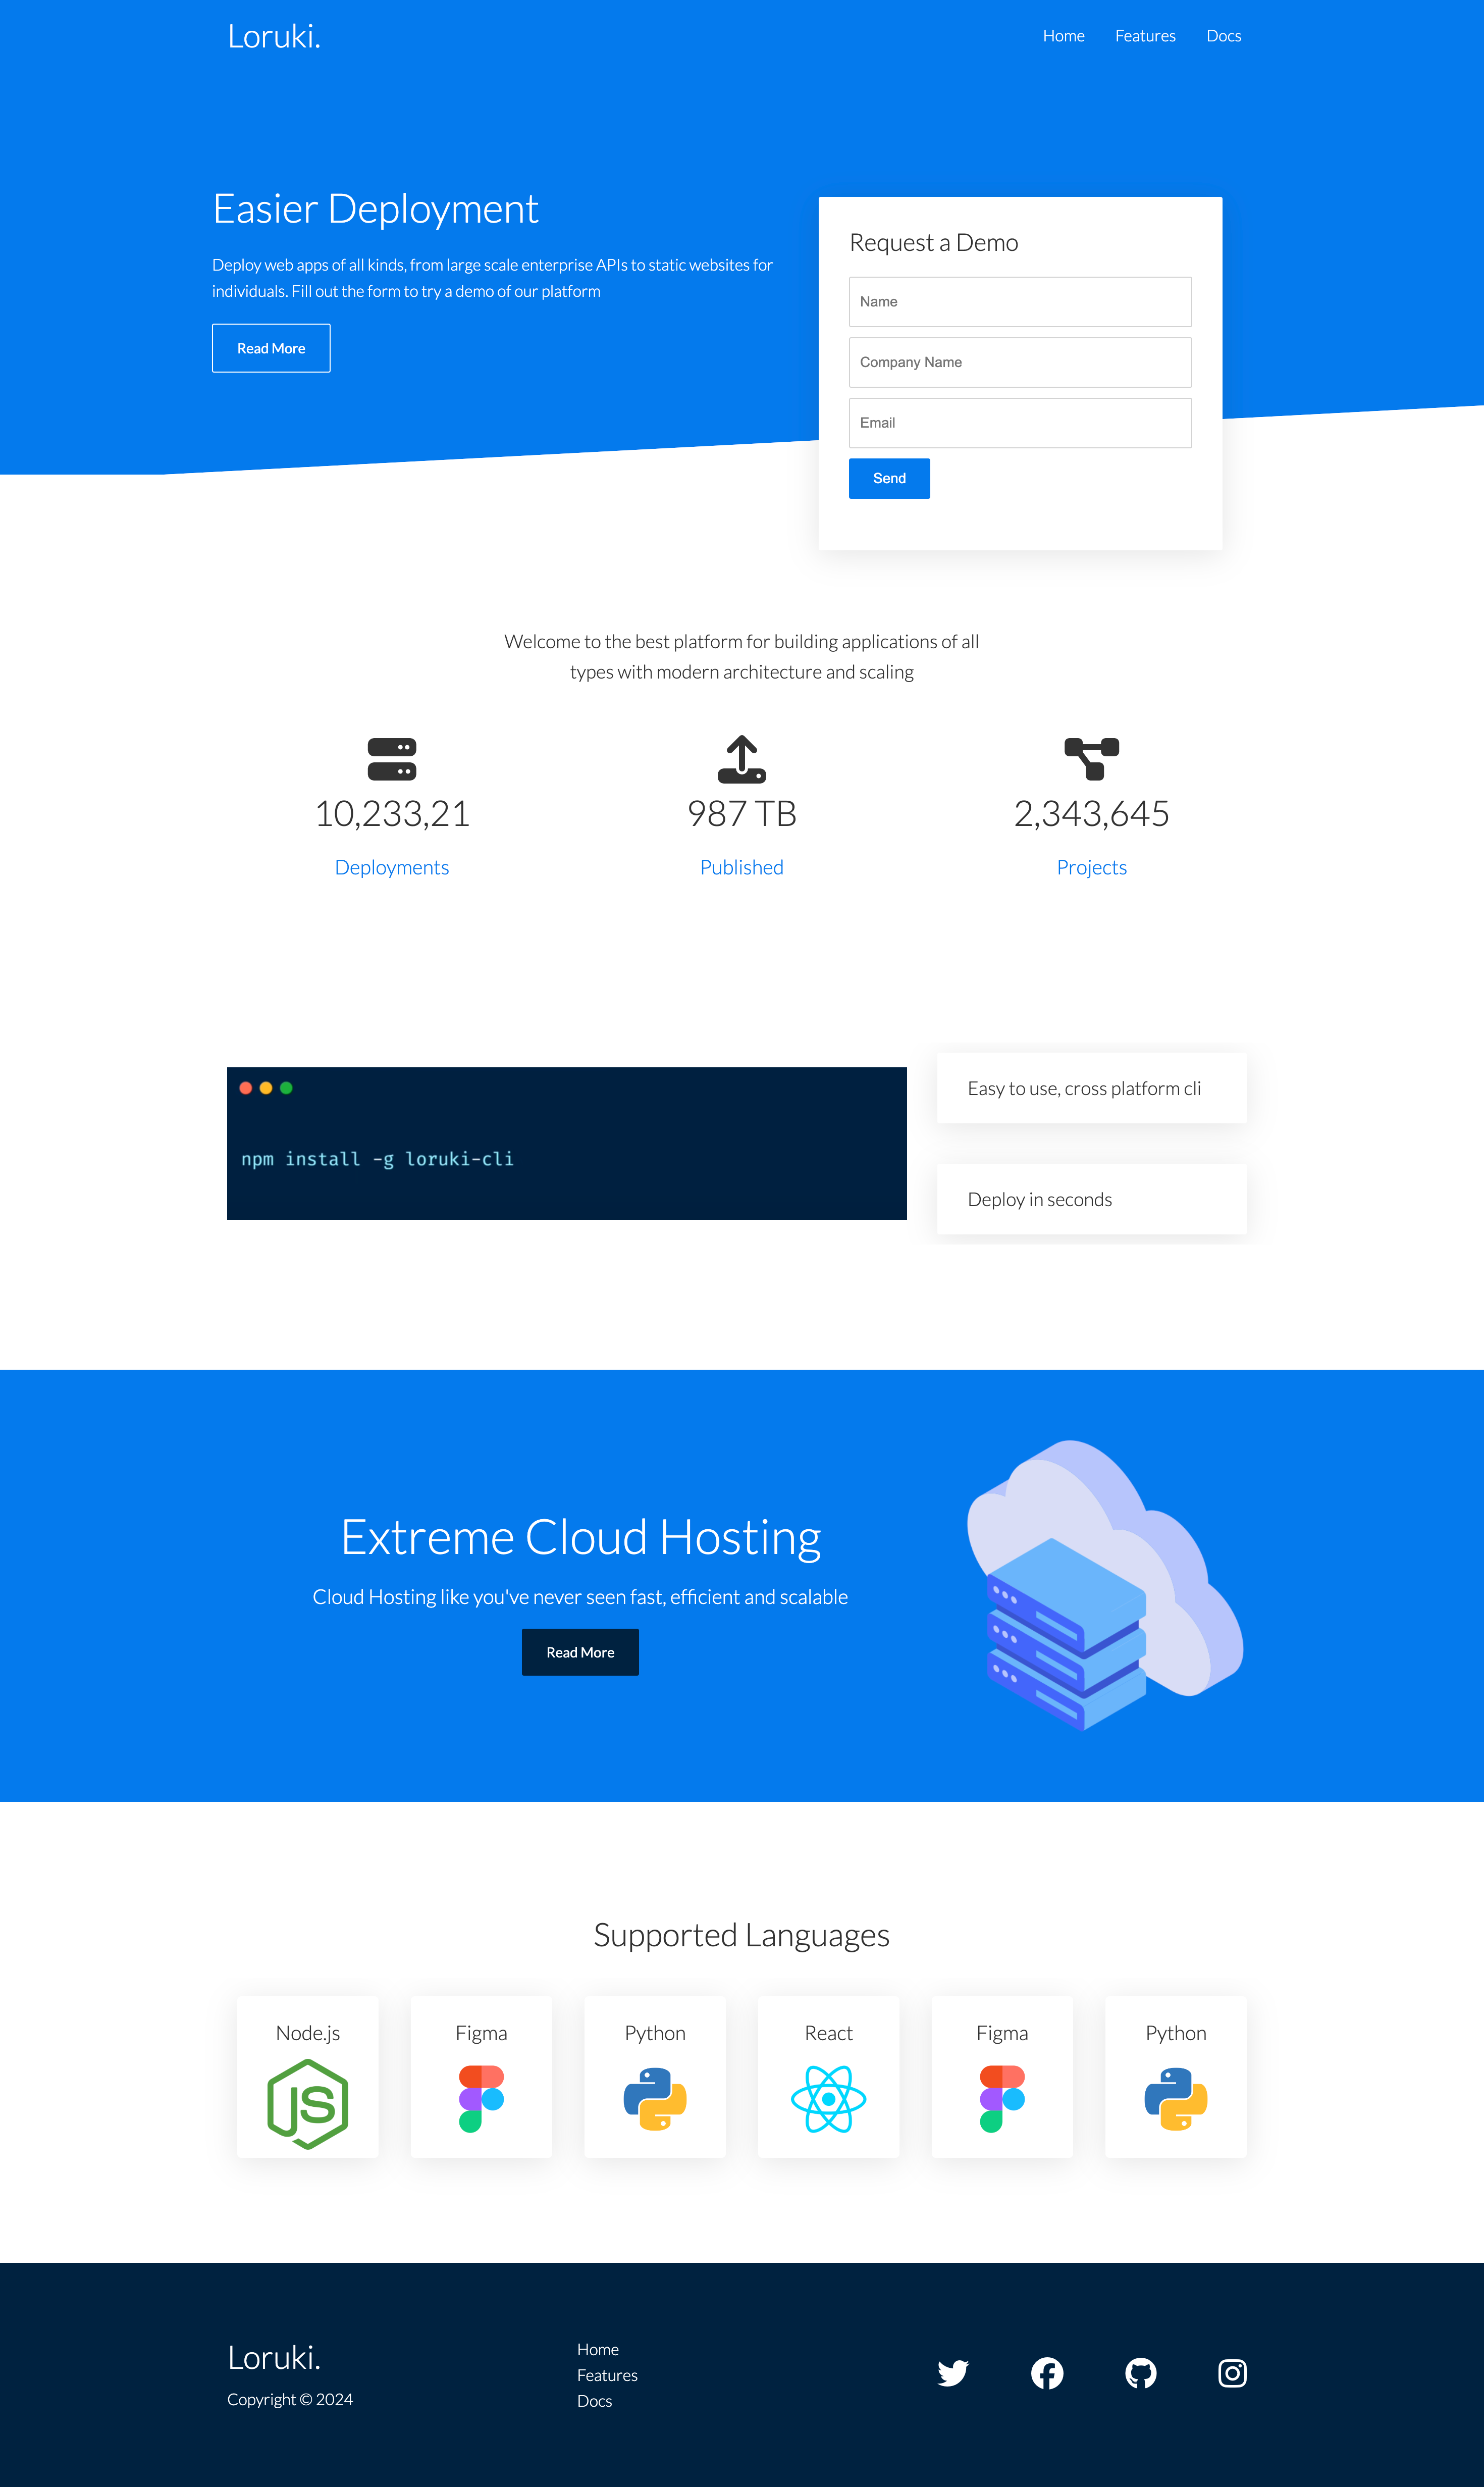 Loruki.
Home
Features
Docs
Easier Deployment
Deploy web apps of all kinds, from large scale enterprise APIs to static websites for
individuals. Fill out the form to try a demo of our platform
Read More
Request a Demo
Name
Company Name
Email
Send
Welcome to the best platform for building applications of all
types with modern architecture and scaling
10,233,21
Deployments
987 TB
Published
2,343,645
Projects
npm install -g loruki-cli
Easy to use, cross platform cli
Deploy in seconds
Extreme Cloud Hosting
Cloud Hosting like you've never seen fast, efficient and scalable
Read More
Supported Languages
Node.js
JS
Figma
Python
React
Figma
Python
Loruki.
Copyright © 2024
Home
Features
Docs